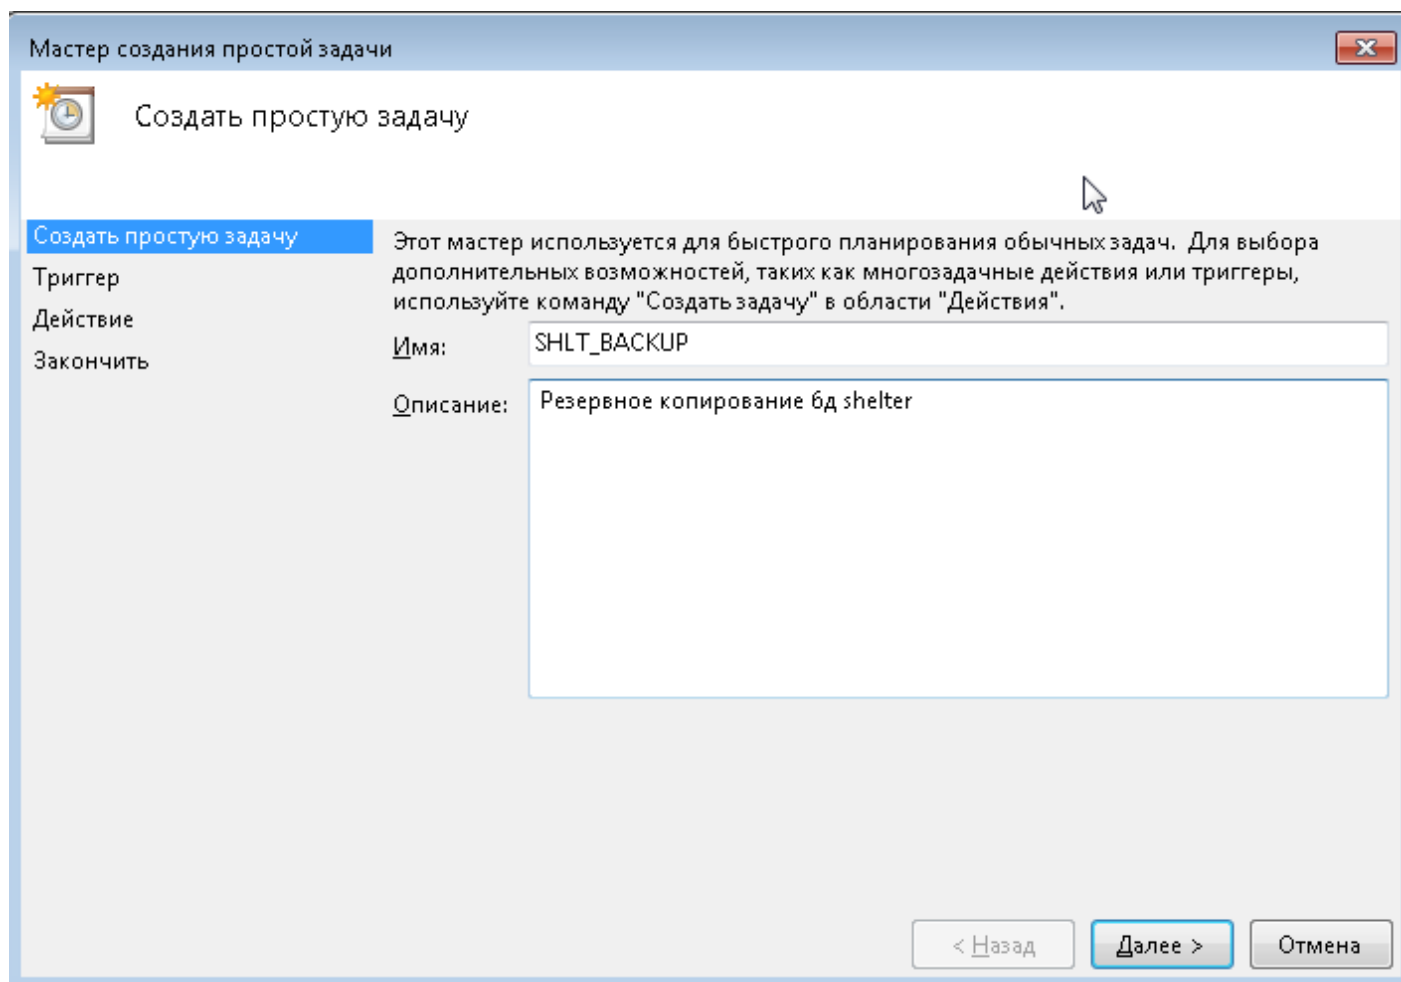 Мастер создания простой задачи
Создать простую задачу
Создать простую задачу
Триггер
Действие
Закончить
Этот мастер используется для быстрого планирования обычных задач. Для выбора
дополнительных возможностей, таких как многозадачные действия или триггеры,
используйте команду "Создать задачу" в области "Действия".
Имя: SHLT_BACKUP
Описание: Резервное копирование бд shelter
< Назад Далее > Отмена